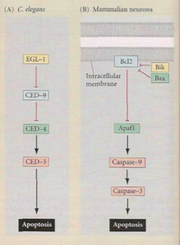 (A) C. elegans
EGL-1
CED-9
CED-4
CED-3
Apoptosis
(B) Mammalian neurons
Bcl2
Bik
Bax
Intracellular
membrane
Apaf1
Caspase-9
Caspase-3
Apoptosis